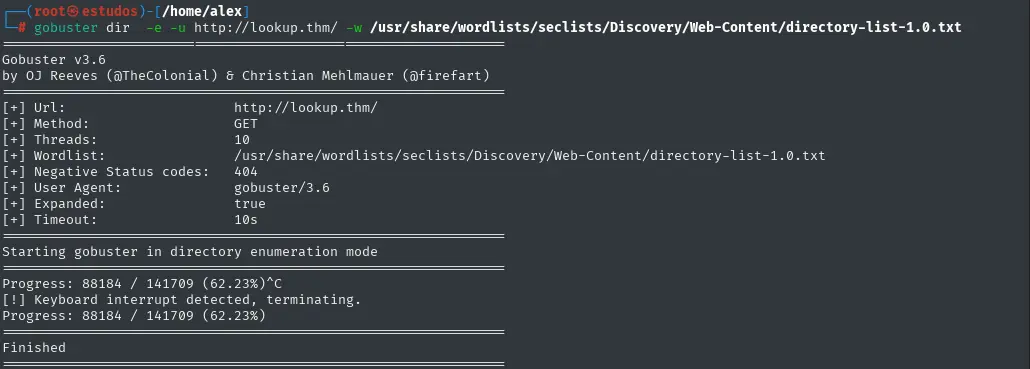 ┌──(root㉿estudos)-[/home/alex]
└─# gobuster dir  -e -u http://lookup.thm/ -w /usr/share/wordlists/seclists/Discovery/Web-Content/directory-list-1.0.txt
===============================================================
Gobuster v3.6
by OJ Reeves (@TheColonial) & Christian Mehlmauer (@firefart)
===============================================================
[+] Url:                     http://lookup.thm/
[+] Method:                  GET
[+] Threads:                 10
[+] Wordlist:                /usr/share/wordlists/seclists/Discovery/Web-Content/directory-list-1.0.txt
[+] Negative Status codes:   404
[+] User Agent:              gobuster/3.6
[+] Expanded:                true
[+] Timeout:                 10s
===============================================================
Starting gobuster in directory enumeration mode
===============================================================
Progress: 88184 / 141709 (62.23%)^C
[!] Keyboard interrupt detected, terminating.
Progress: 88184 / 141709 (62.23%)
===============================================================
Finished
===============================================================